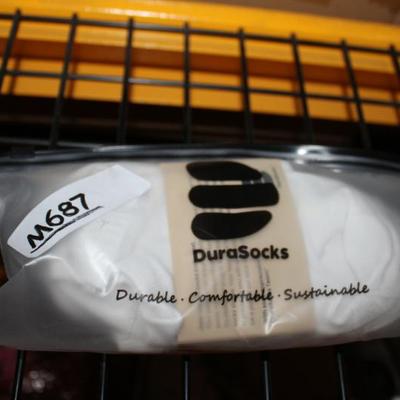 M687
DuraSocks
Durable · Comfortable · Sustainable